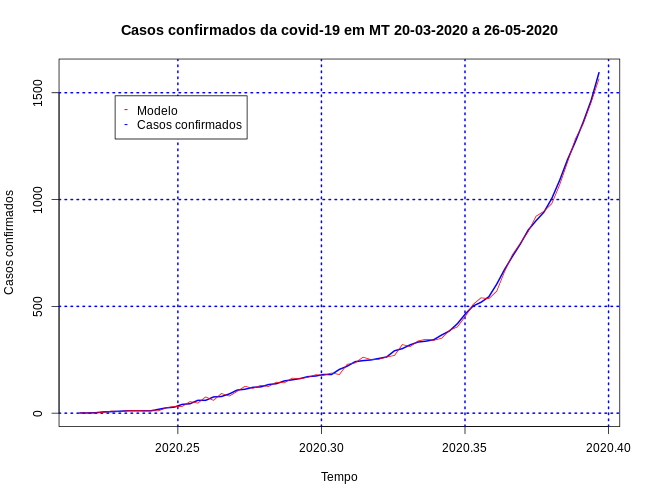 Casos confirmados da covid-19 em MT 20-03-2020 a 26-05-2020
1500
1000
500
0
Casos confirmados
Modelo
Casos confirmados
2020.25 2020.30 2020.35 2020.40
Tempo